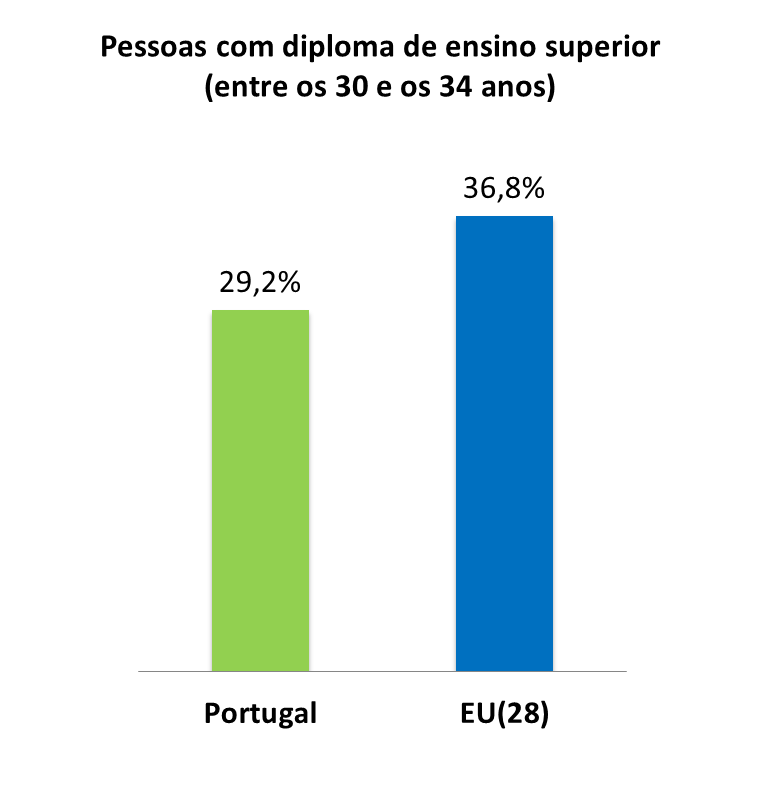 Pessoas com diploma de ensino superior
(entre os 30 e os 34 anos)
36,8%
29,2%
Portugal
EU(28)